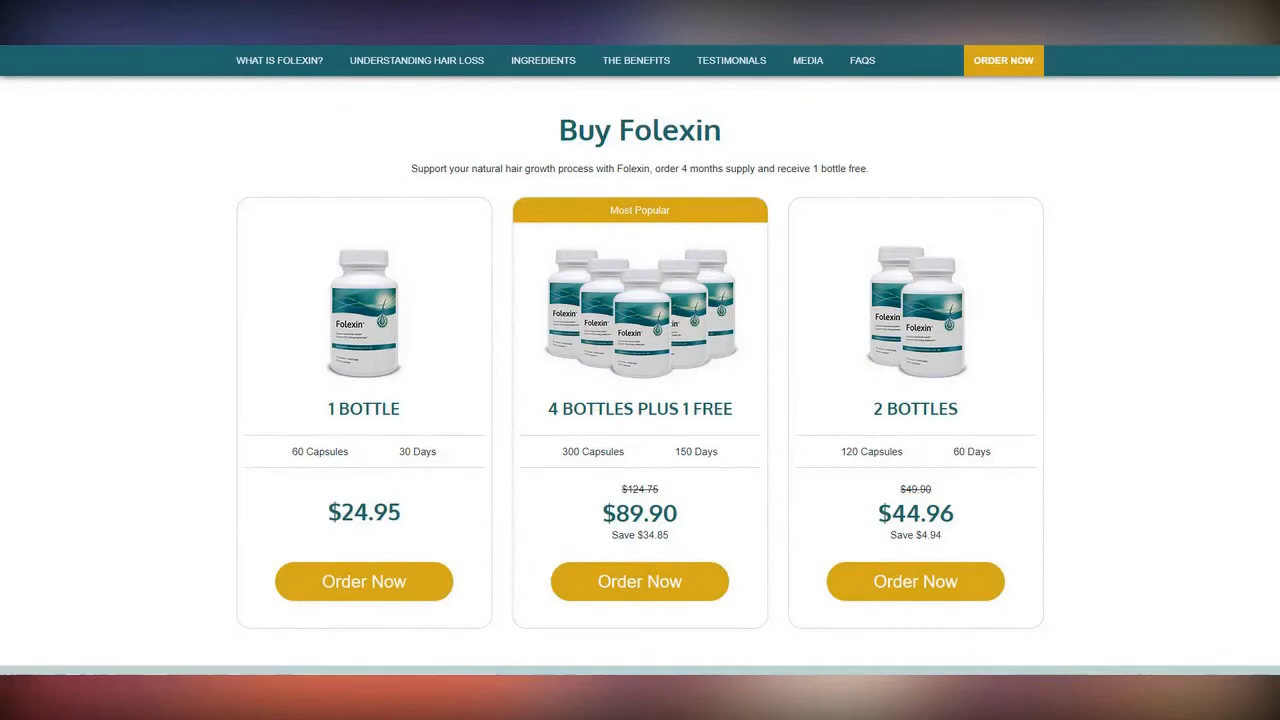 WHAT IS FOLEXIN? UNDERSTANDING HAIR LOSS INGREDIENTS THE BENEFITS TESTIMONIALS MEDIA FAQS ORDER NOW
Buy Folexin
Support your natural hair growth process with Folexin, order 4 months supply and receive 1 bottle free.
Most Popular
Folexin
Folexin
Folexin
Folexin
Folexin
1 BOTTLE
60 Capsules 30 Days
$24.95
Order Now
4 BOTTLES PLUS 1 FREE
300 Capsules 150 Days
$124.75
$89.90
Save $34.85
Order Now
2 BOTTLES
120 Capsules 60 Days
$49.90
$44.96
Save $4.94
Order Now